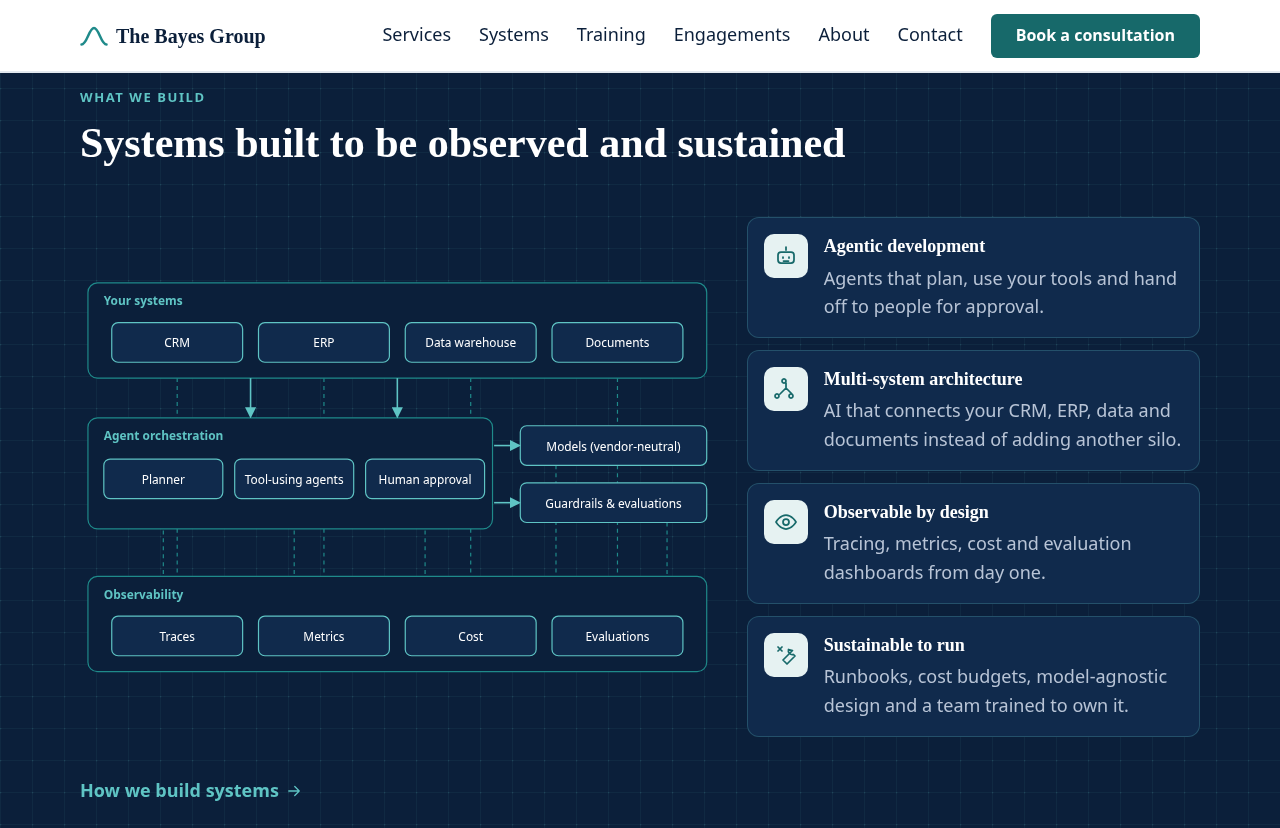 The Bayes Group
Services
Systems
Training
Engagements
About
Contact
Book a consultation
WHAT WE BUILD
Systems built to be observed and sustained
Your systems
CRM
ERP
Data warehouse
Documents
Agent orchestration
Planner
Tool-using agents
Human approval
Models (vendor-neutral)
Guardrails & evaluations
Observability
Traces
Metrics
Cost
Evaluations
Agentic development
Agents that plan, use your tools and hand
off to people for approval.
Multi-system architecture
AI that connects your CRM, ERP, data and
documents instead of adding another silo.
Observable by design
Tracing, metrics, cost and evaluation
dashboards from day one.
Sustainable to run
Runbooks, cost budgets, model-agnostic
design and a team trained to own it.
How we build systems →